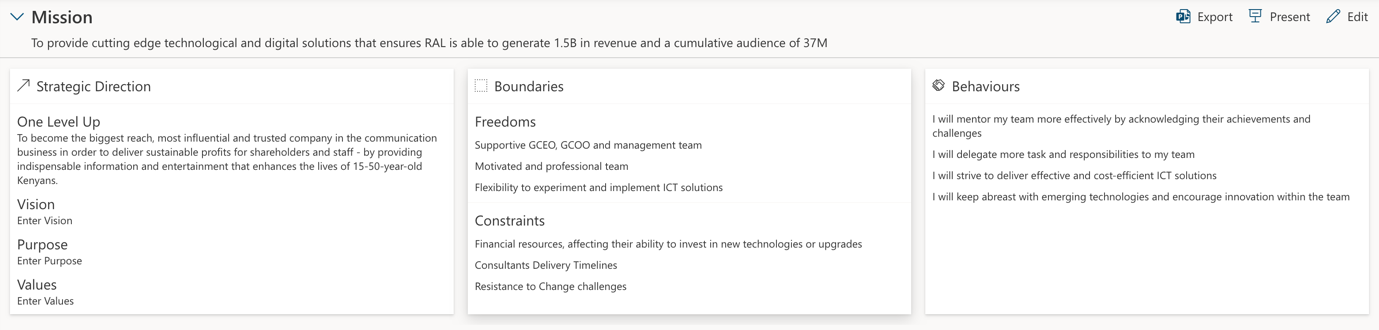 Mission
Export
Present
Edit
To provide cutting edge technological and digital solutions that ensures RAL is able to generate 1.5B in revenue and a cumulative audience of 37M
Strategic Direction
One Level Up
To become the biggest reach, most influential and trusted company in the communication
business in order to deliver sustainable profits for shareholders and staff - by providing
indispensable information and entertainment that enhances the lives of 15-50-year-old
Kenyans.
Vision
Enter Vision
Purpose
Enter Purpose
Values
Enter Values
Boundaries
Freedoms
Supportive GCEO, GCOO and management team
Motivated and professional team
Flexibility to experiment and implement ICT solutions
Constraints
Financial resources, affecting their ability to invest in new technologies or upgrades
Consultants Delivery Timelines
Resistance to Change challenges
Behaviours
I will mentor my team more effectively by acknowledging their achievements and
challenges
I will delegate more task and responsibilities to my team
I will strive to deliver effective and cost-efficient ICT solutions
I will keep abreast with emerging technologies and encourage innovation within the team